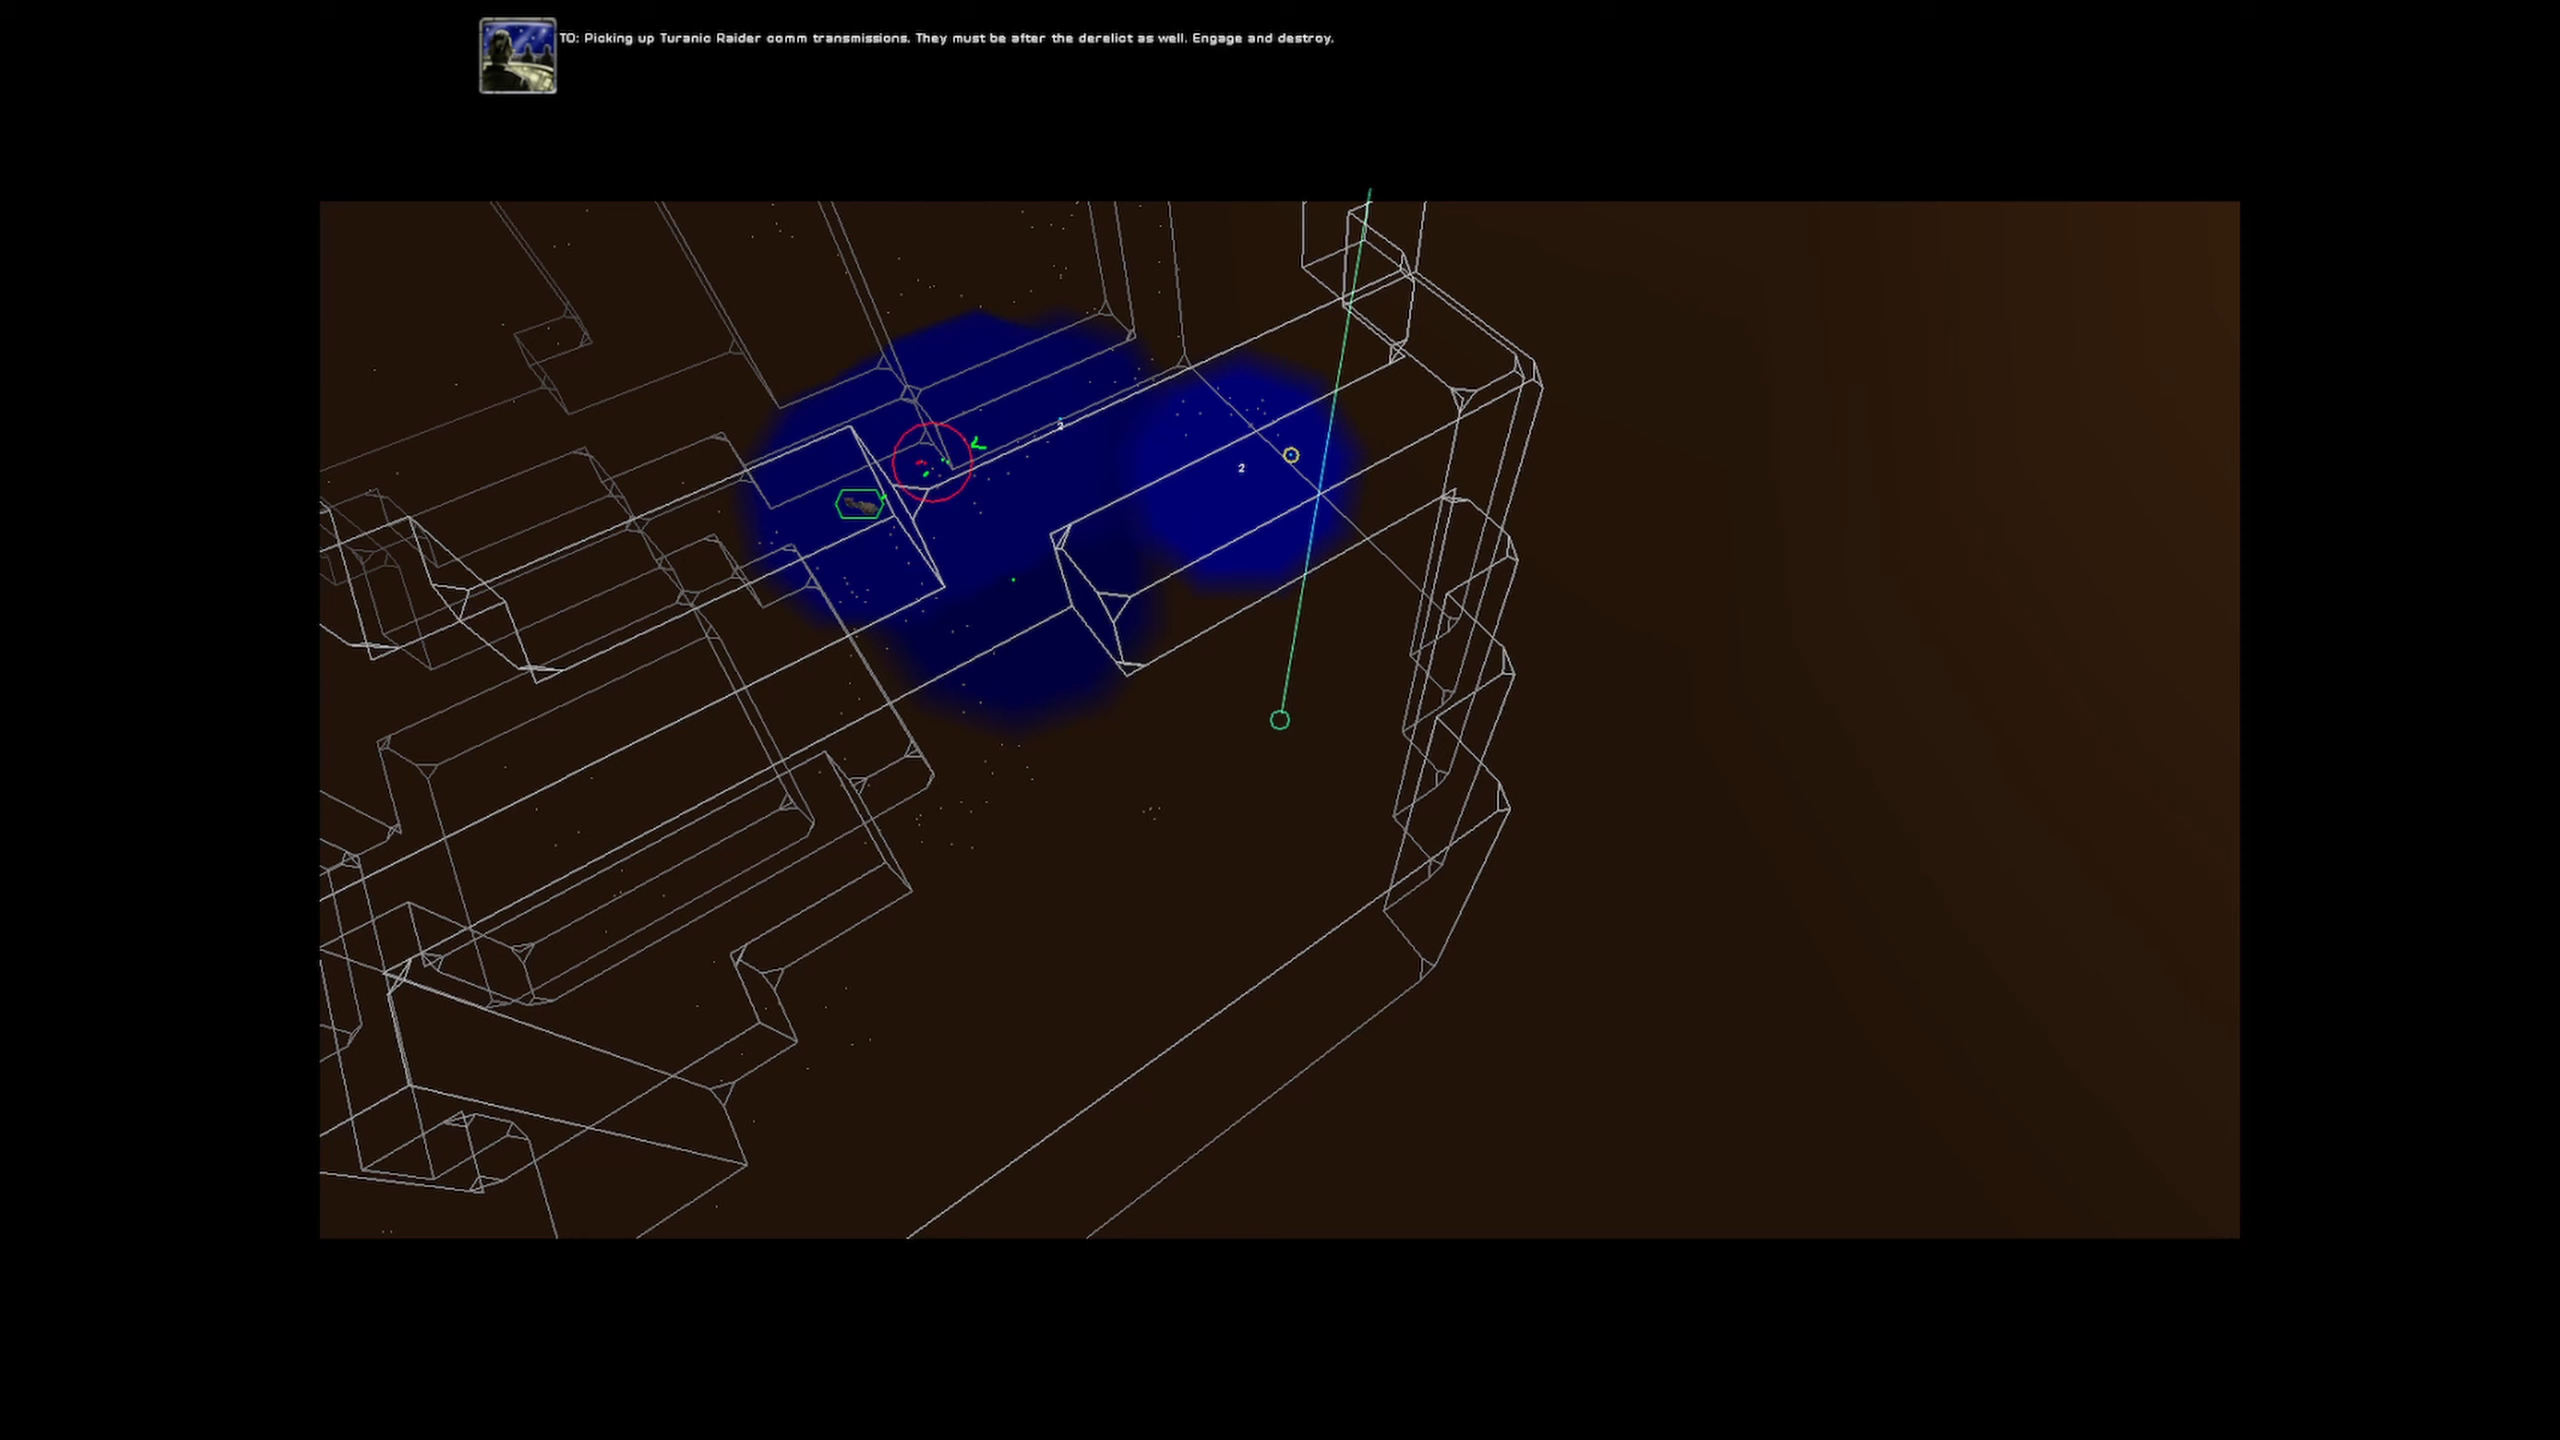 TO: Picking up Turanic Raider comm transmissions. They must be after the derelict as well. Engage and destroy.
2
2